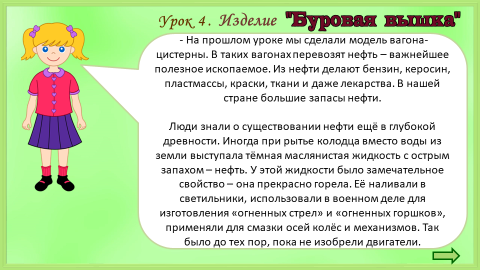 Урок 4. Изделие "Буровая вышка"
- На прошлом уроке мы сделали модель вагона-
цистерны. В таких вагонах перевозят нефть – важнейшее
полезное ископаемое. Из нефти делают бензин, керосин,
пластмассы, краски, ткани и даже лекарства. В нашей
стране большие запасы нефти.
Люди знали о существовании нефти ещё в глубокой
древности. Иногда при рытье колодца вместо воды из
земли выступала тёмная маслянистая жидкость с острым
запахом – нефть. У этой жидкости было замечательное
свойство – она прекрасно горела. Её наливали в
светильники, использовали в военном деле для
изготовления «огненных стрел» и «огненных горшков»,
применяли для смазки осей колёс и механизмов. Так
было до тех пор, пока не изобрели двигатели.